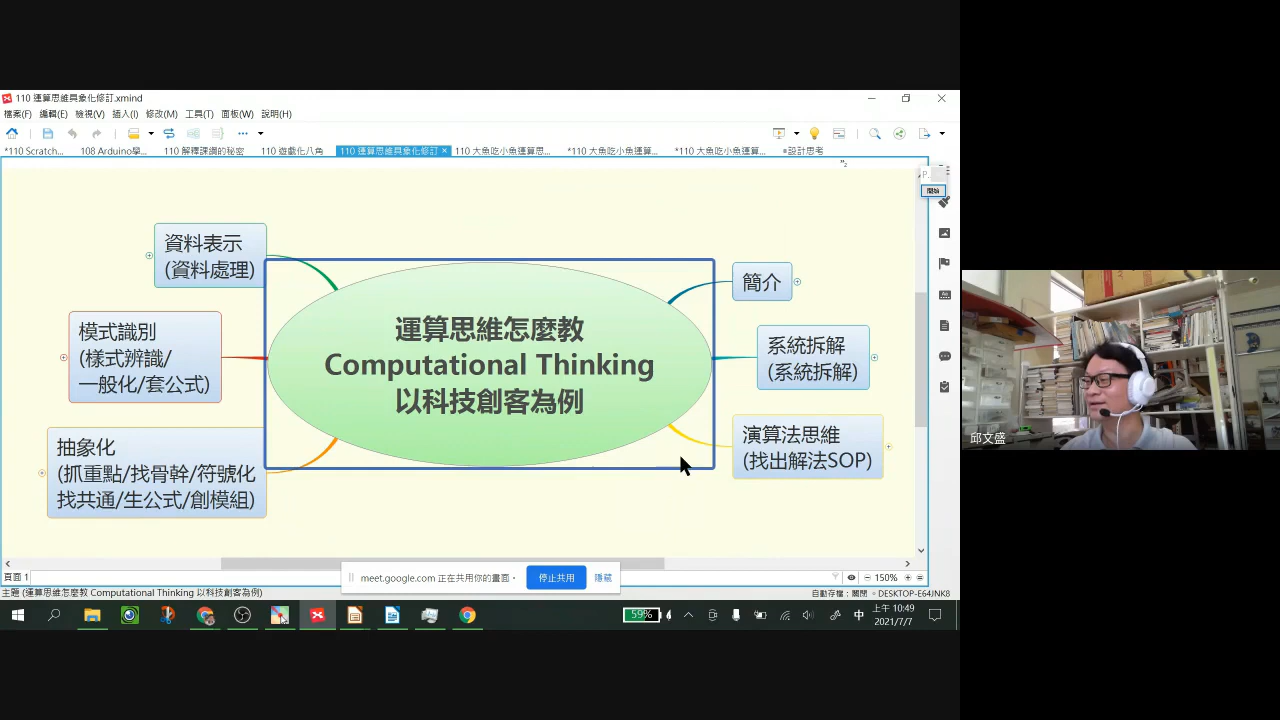 110 運算思維具象化修訂.xmind
檔案(F) 編輯(E) 檢視(V) 插入(I) 修改(M) 工具(T) 面板(W) 說明(H)
*110 Scratch... 108 Arduino學... 110 解釋課綱的秘密 110 遊戲化八角 110 運算思維具象化修訂 110 大魚吃小魚運算思... *110 大魚吃小魚運算... *110 大魚吃小魚運算... *設計思考
開始
資料表示
(資料處理)
模式識別
(樣式辨識/
一般化/套公式)
抽象化
(抓重點/找骨幹/符號化
找共通/生公式/創模組)
運算思維怎麼教
Computational Thinking
以科技創客為例
簡介
系統拆解
(系統拆解)
演算法思維
(找出解法SOP)
邱文盛
頁面 1
meet.google.com 正在共用你的畫面。
停止共用
隱藏
150%
主題 (運算思維怎麼教 Computational Thinking 以科技創客為例)
自動存檔：關閉
DESKTOP-E64JNK8
59%
中
上午 10:49
2021/7/7